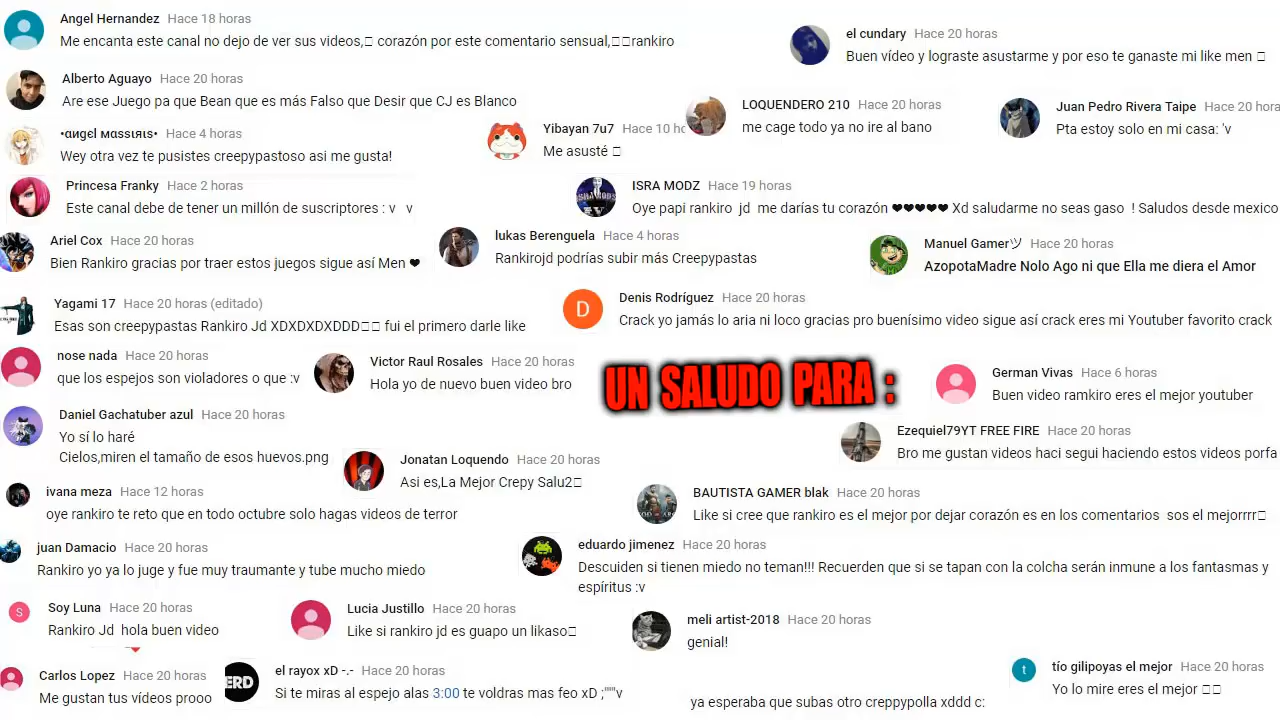 Angel Hernandez Hace 18 horas
Me encanta este canal no dejo de ver sus videos, corazón por este comentario sensual,rankiro
el cundary Hace 20 horas
Buen vídeo y lograste asustarme y por eso te ganaste mi like men
Alberto Aguayo Hace 20 horas
Are ese Juego pa que Bean que es más Falso que Desir que CJ es Blanco
LOQUENDERO 210 Hace 20 horas
me cage todo ya no ire al bano
Juan Pedro Rivera Taipe Hace 20 hora
Pta estoy solo en mi casa: 'v
•αиgel мαѕѕιяιѕ• Hace 4 horas
Wey otra vez te pusistes creepypastoso asi me gusta!
Yibayan 7u7 Hace 10 h
Me asusté
Princesa Franky Hace 2 horas
Este canal debe de tener un millón de suscriptores : v v
ISRA MODZ Hace 19 horas
Oye papi rankiro jd me darías tu corazón ❤❤❤❤❤ Xd saludarme no seas gaso ! Saludos desde mexico
Ariel Cox Hace 20 horas
Bien Rankiro gracias por traer estos juegos sigue así Men ❤
lukas Berenguela Hace 4 horas
Rankirojd podrías subir más Creepypastas
Manuel Gamerツ Hace 20 horas
AzopotaMadre Nolo Ago ni que Ella me diera el Amor
Yagami 17 Hace 20 horas (editado)
Esas son creepypastas Rankiro Jd XDXDXDXDDD fui el primero darle like
D
Denis Rodríguez Hace 20 horas
Crack yo jamás lo aria ni loco gracias pro buenísimo video sigue así crack eres mi Youtuber favorito crack
nose nada Hace 20 horas
que los espejos son violadores o que :v
Victor Raul Rosales Hace 20 horas
Hola yo de nuevo buen video bro
UN SALUDO PARA :
German Vivas Hace 6 horas
Buen video ramkiro eres el mejor youtuber
Daniel Gachatuber azul Hace 20 horas
Yo sí lo haré
Cielos,miren el tamaño de esos huevos.png
Ezequiel79YT FREE FIRE Hace 20 horas
Bro me gustan videos haci segui haciendo estos videos porfa
Jonatan Loquendo Hace 20 horas
Asi es,La Mejor Crepy Salu2
ivana meza Hace 12 horas
oye rankiro te reto que en todo octubre solo hagas videos de terror
BAUTISTA GAMER blak Hace 20 horas
Like si cree que rankiro es el mejor por dejar corazón es en los comentarios sos el mejorrrr
juan Damacio Hace 20 horas
Rankiro yo ya lo juge y fue muy traumante y tube mucho miedo
eduardo jimenez Hace 20 horas
Descuiden si tienen miedo no teman!!! Recuerden que si se tapan con la colcha serán inmune a los fantasmas y
espíritus :v
S
Soy Luna Hace 20 horas
Rankiro Jd hola buen video
Lucia Justillo Hace 20 horas
Like si rankiro jd es guapo un likaso
meli artist-2018 Hace 20 horas
genial!
Carlos Lopez Hace 20 horas
Me gustan tus vídeos prooo
ERD
el rayox xD -.- Hace 20 horas
Si te miras al espejo alas 3:00 te voldras mas feo xD ;"''v
t
tío gilipoyas el mejor Hace 20 horas
Yo lo mire eres el mejor
ya esperaba que subas otro creppypolla xddd c: